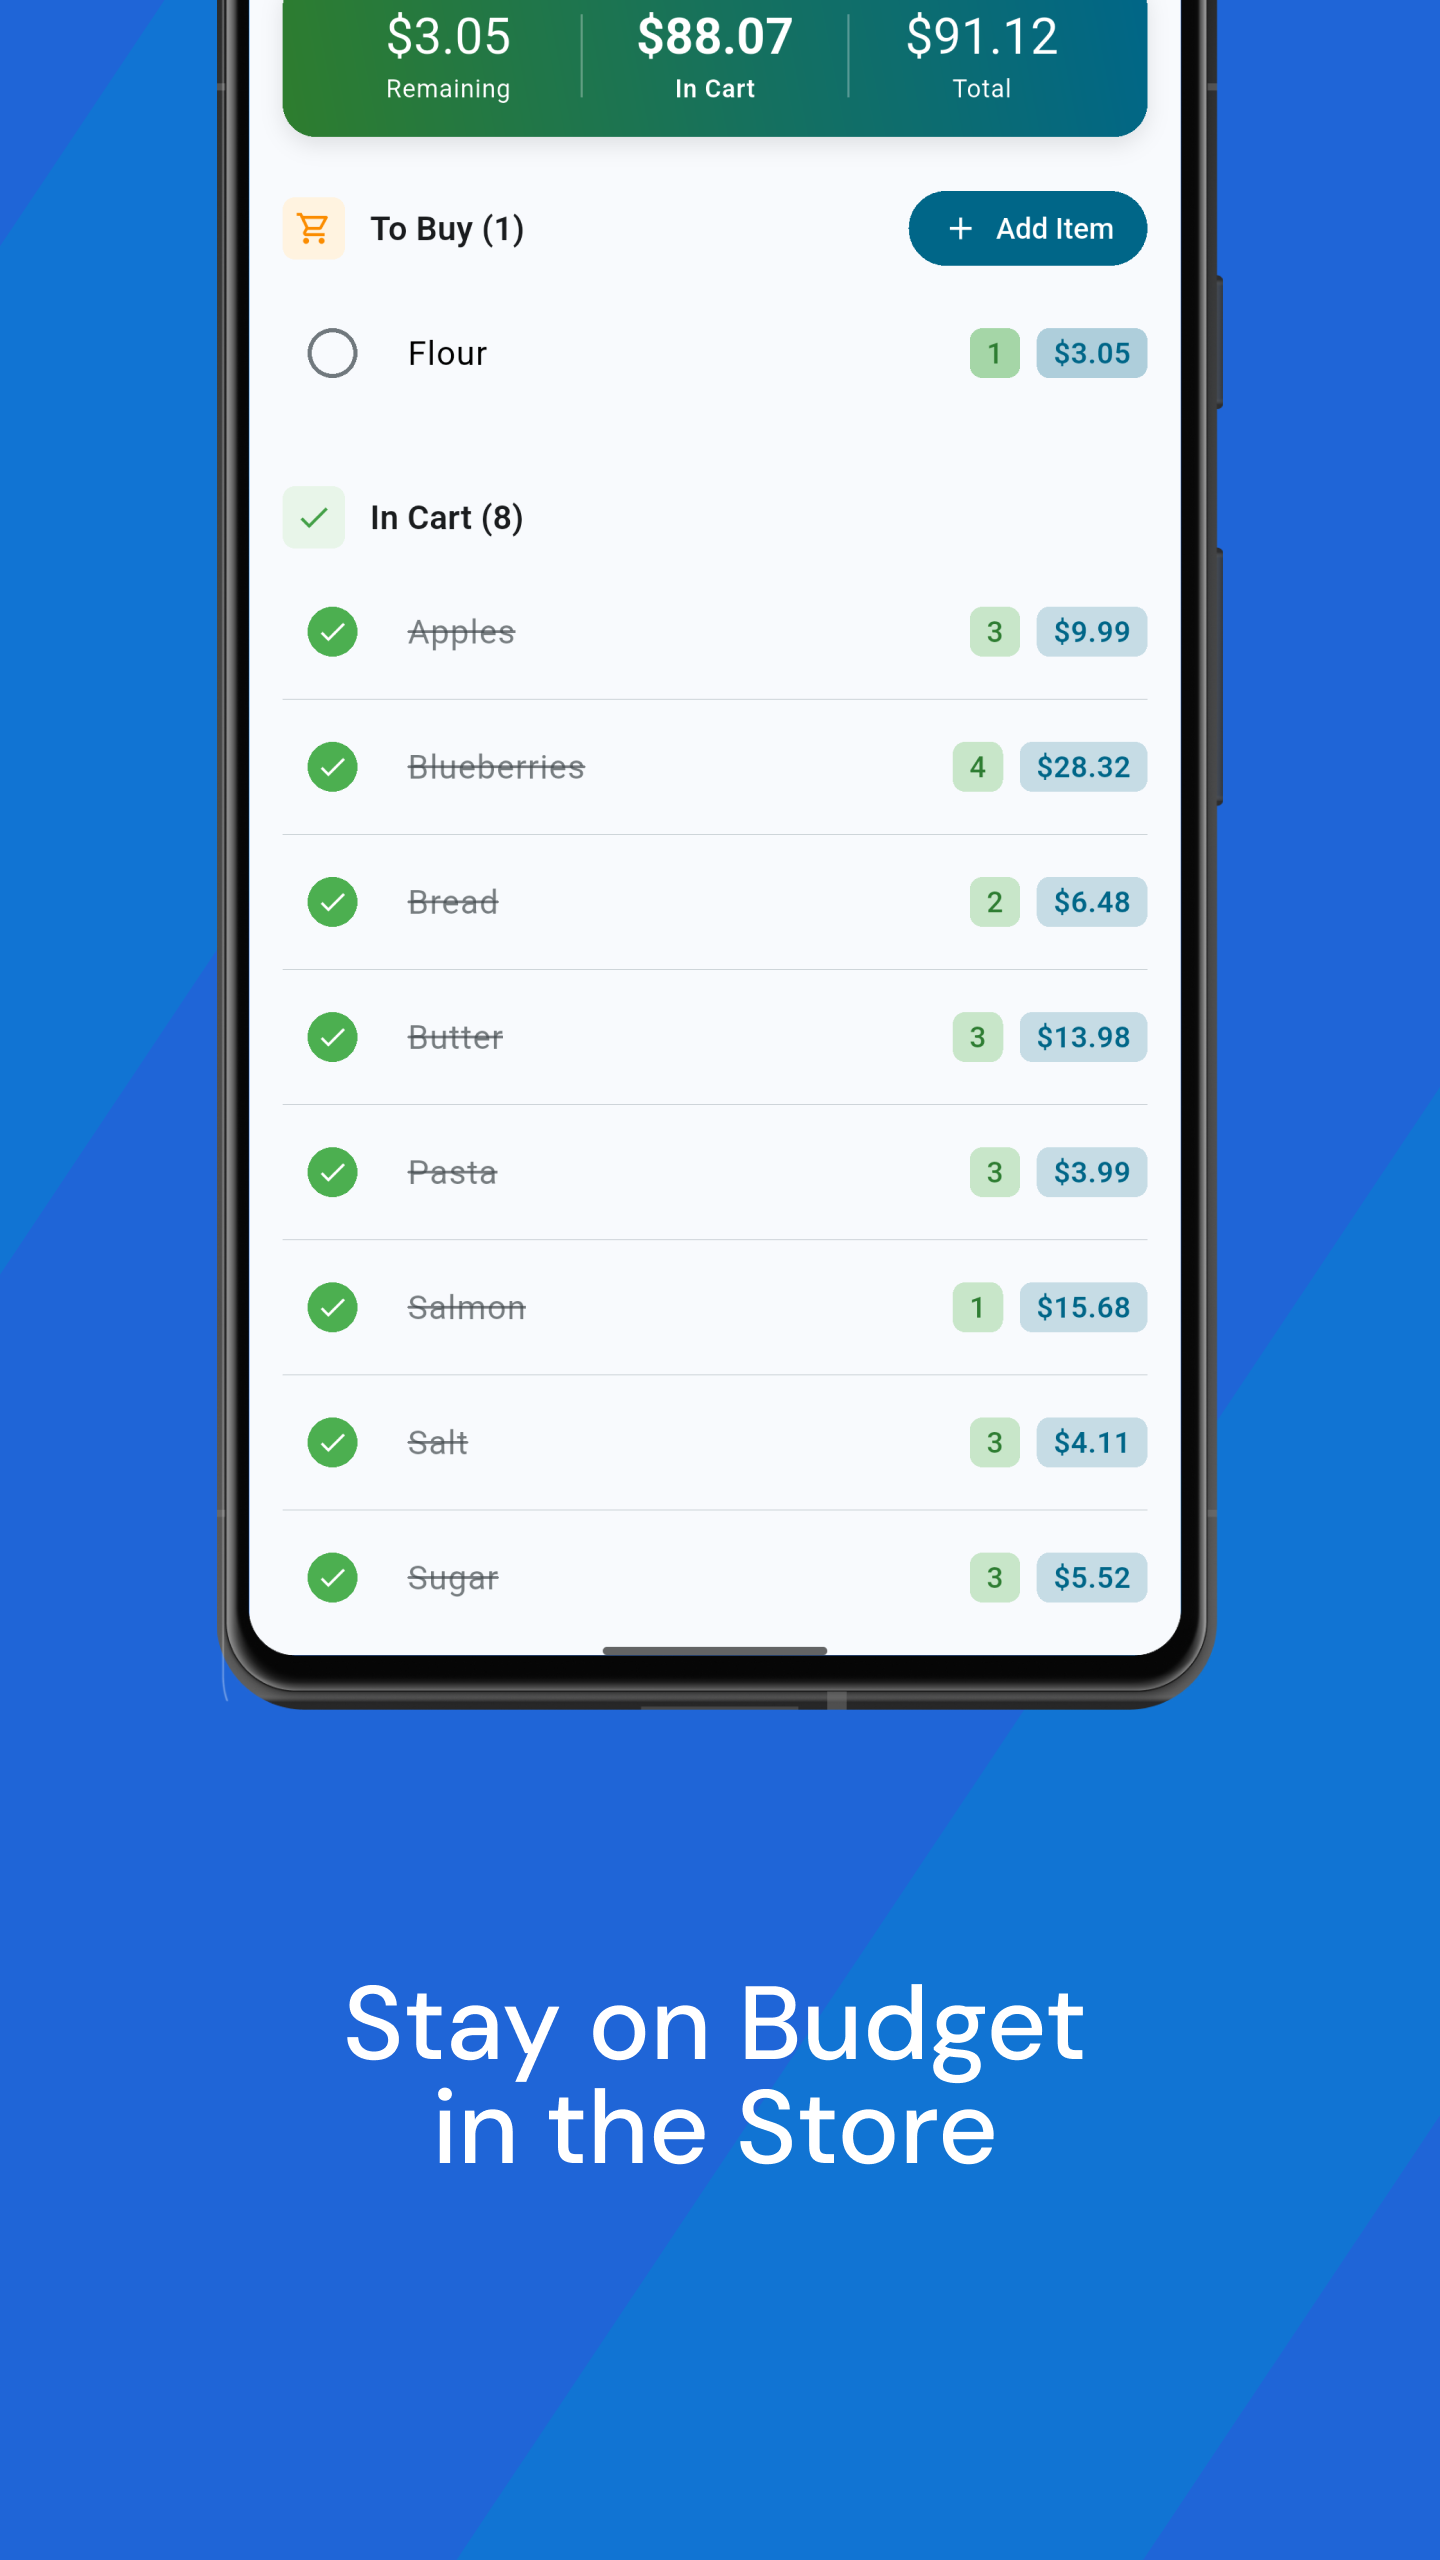 $3.05 $88.07 $91.12
Remaining In Cart Total
To Buy (1) + Add Item
Flour 1 $3.05
In Cart (8)
Apples 3 $9.99
Blueberries 4 $28.32
Bread 2 $6.48
Butter 3 $13.98
Pasta 3 $3.99
Salmon 1 $15.68
Salt 3 $4.11
Sugar 3 $5.52
Stay on Budget
in the Store